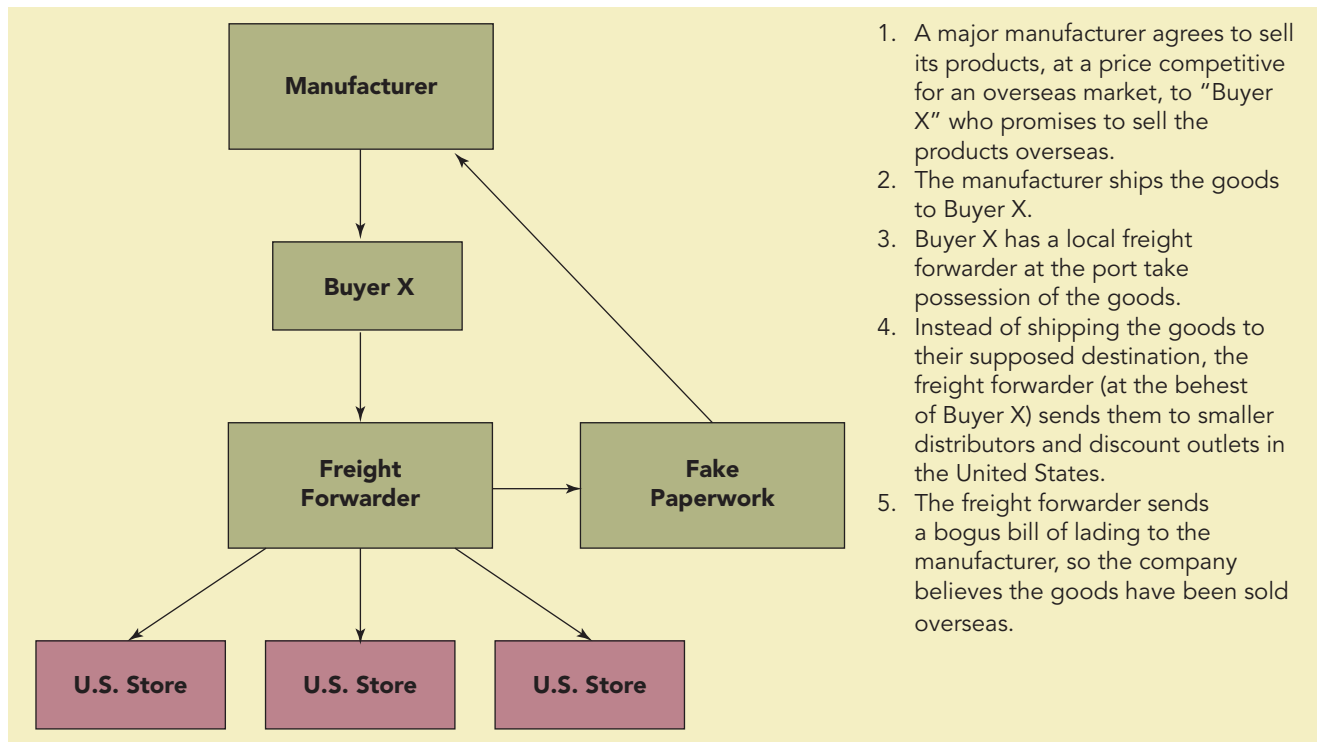 Manufacturer
Buyer X
Freight
Forwarder
Fake
Paperwork
U.S. Store
U.S. Store
U.S. Store
1. A major manufacturer agrees to sell
its products, at a price competitive
for an overseas market, to “Buyer
X” who promises to sell the
products overseas.
2. The manufacturer ships the goods
to Buyer X.
3. Buyer X has a local freight
forwarder at the port take
possession of the goods.
4. Instead of shipping the goods to
their supposed destination, the
freight forwarder (at the behest
of Buyer X) sends them to smaller
distributors and discount outlets in
the United States.
5. The freight forwarder sends
a bogus bill of lading to the
manufacturer, so the company
believes the goods have been sold
overseas.